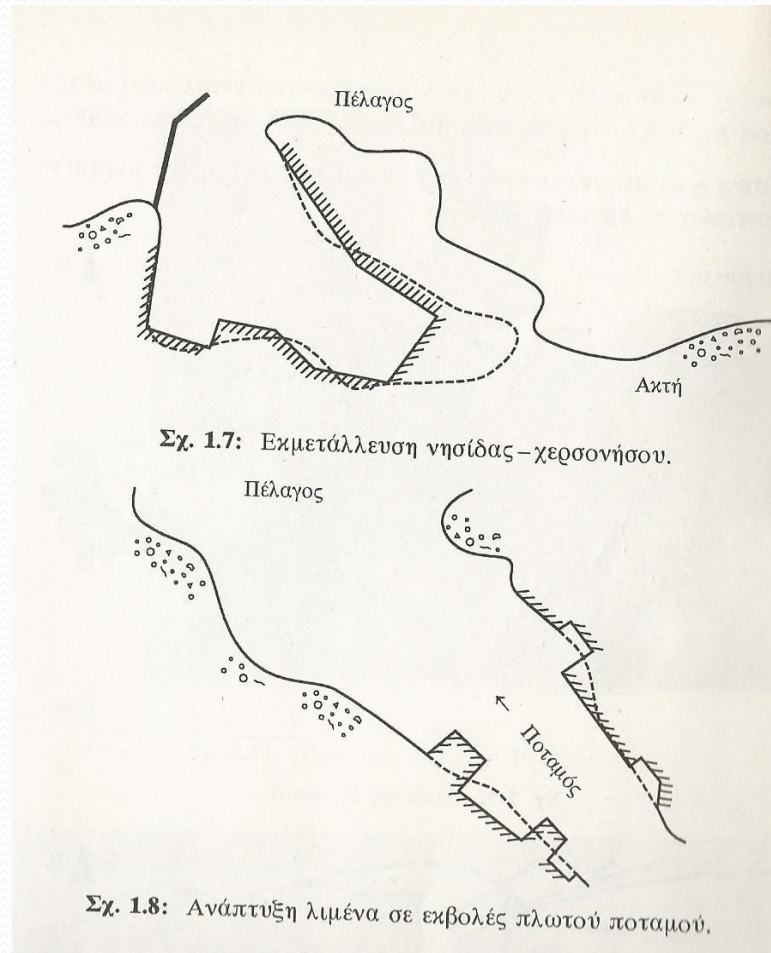 Πέλαγος
Ακτή
Σχ. 1.7: Εκμετάλλευση νησίδας – χερσονήσου.
Πέλαγος
Ποταμός
Σχ. 1.8: Ανάπτυξη λιμένα σε εκβολές πλωτού ποταμού.